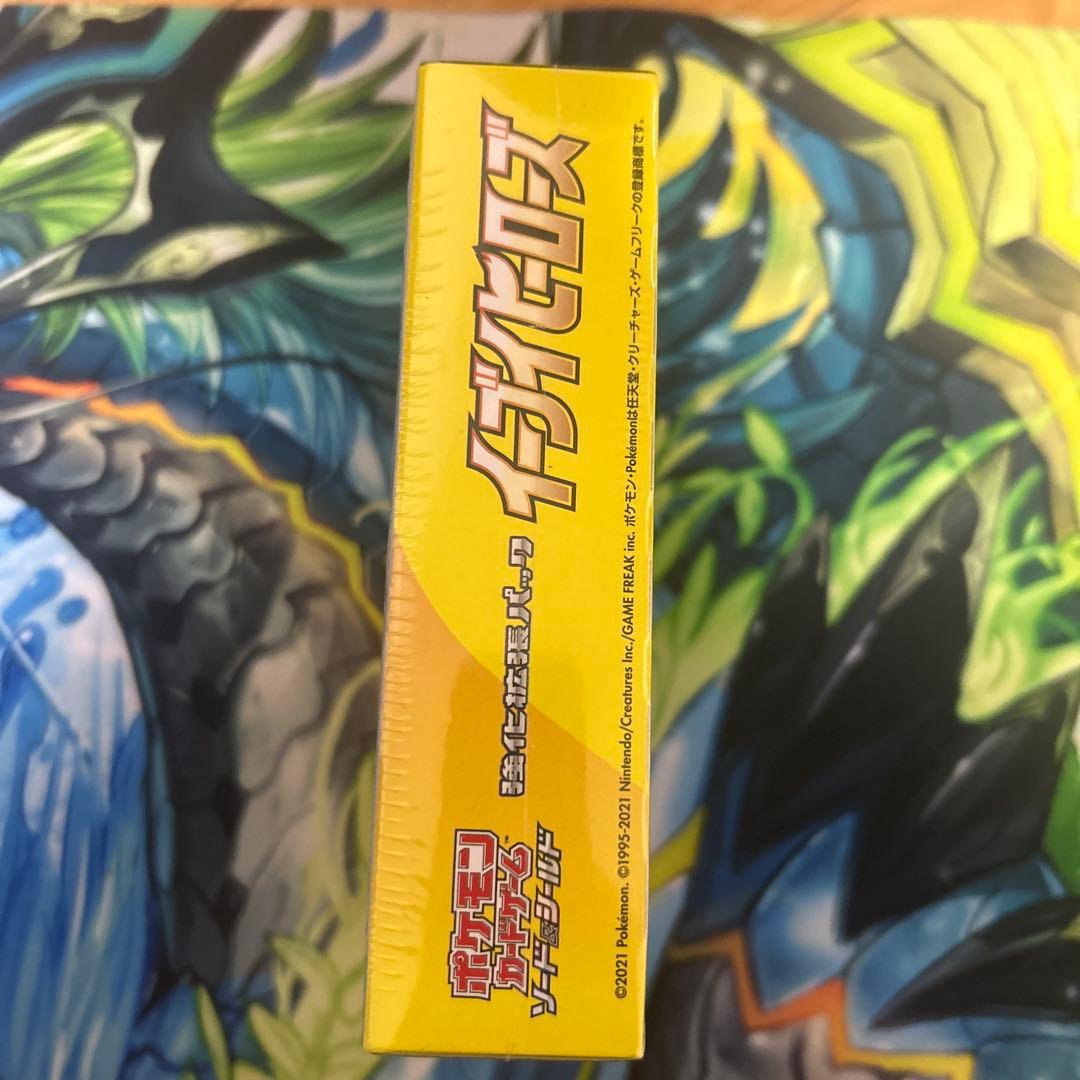 ポケモン
カードゲーム™
ソード&シールド
強化拡張パック
イーブイヒーローズ
©2021 Pokémon. ©1995-2021 Nintendo/Creatures Inc./GAME FREAK inc. ポケモン・Pokémonは任天堂・クリーチャーズ・ゲームフリークの登録商標です。